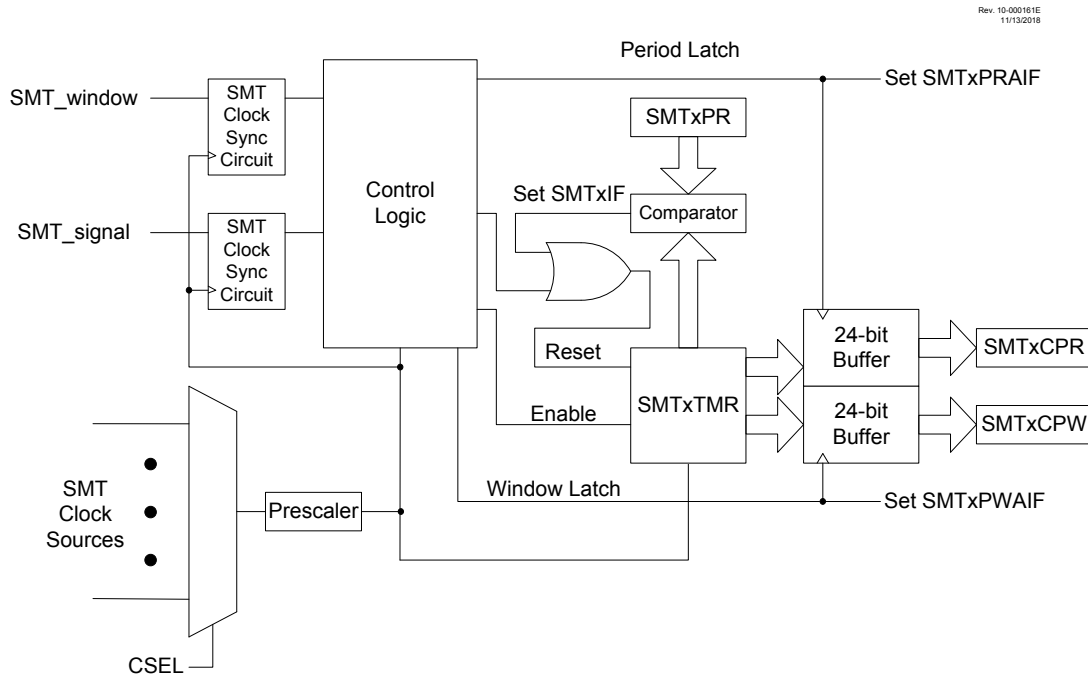 Rev. 10-000161E
11/13/2018
Period Latch
SMT_window
SMT
Clock
Sync
Circuit
Set SMTxPRAIF
SMTxPR
Control
Logic
Set SMTxIF
Comparator
SMT_signal
SMT
Clock
Sync
Circuit
24-bit
Buffer
SMTxCPR
Reset
SMTxTMR
Enable
24-bit
Buffer
SMTxCPW
Window Latch
Set SMTxPWAIF
SMT
Clock
Sources
Prescaler
CSEL